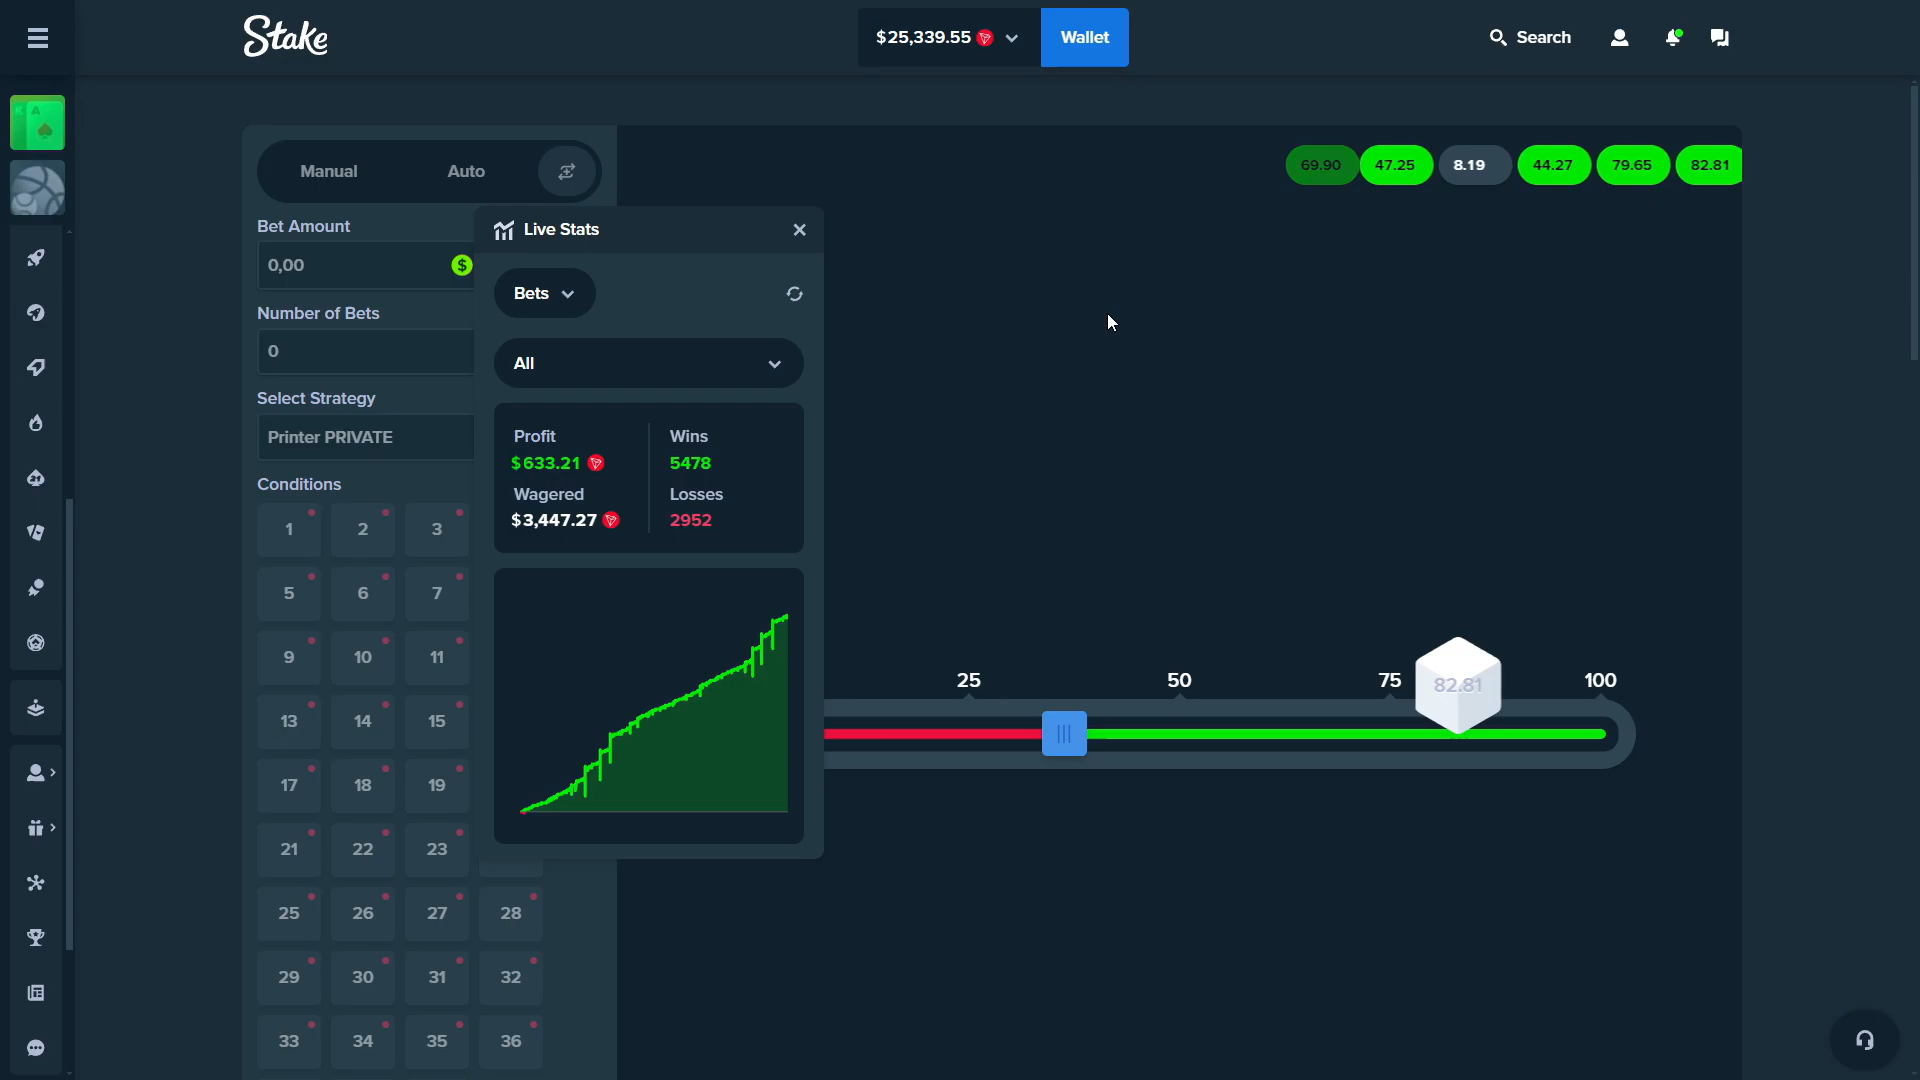 Stake
$25,339.55
Wallet
Search
K A
Manual
Auto
69.90
47.25
8.19
44.27
79.65
82.81
Bet Amount
0,00
$
Number of Bets
0
Select Strategy
Printer PRIVATE
Conditions
1
2
3
5
6
7
9
10
11
13
14
15
17
18
19
21
22
23
25
26
27
28
29
30
31
32
33
34
35
36
Live Stats
Bets
All
Profit
$633.21
Wagered
$3,447.27
Wins
5478
Losses
2952
25
50
75
100
82.81